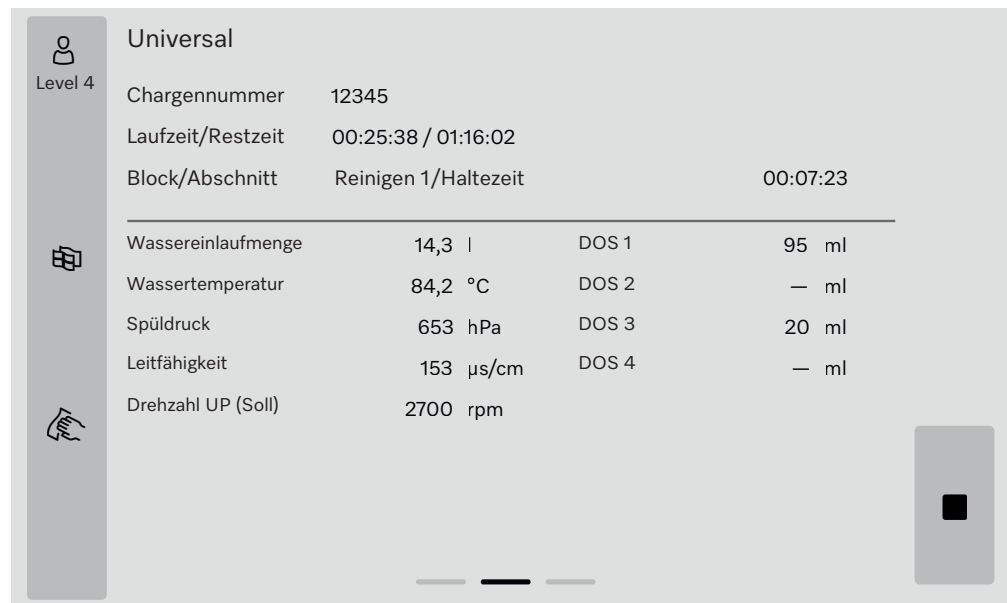 Universal
Level 4
Chargennummer 12345
Laufzeit/Restzeit 00:25:38 / 01:16:02
Block/Abschnitt Reinigen 1/Haltezeit 00:07:23
Wassereinlaufmenge 14,3 l DOS 1 95 ml
Wassertemperatur 84,2 °C DOS 2 — ml
Spüldruck 653 hPa DOS 3 20 ml
Leitfähigkeit 153 µs/cm DOS 4 — ml
Drehzahl UP (Soll) 2700 rpm